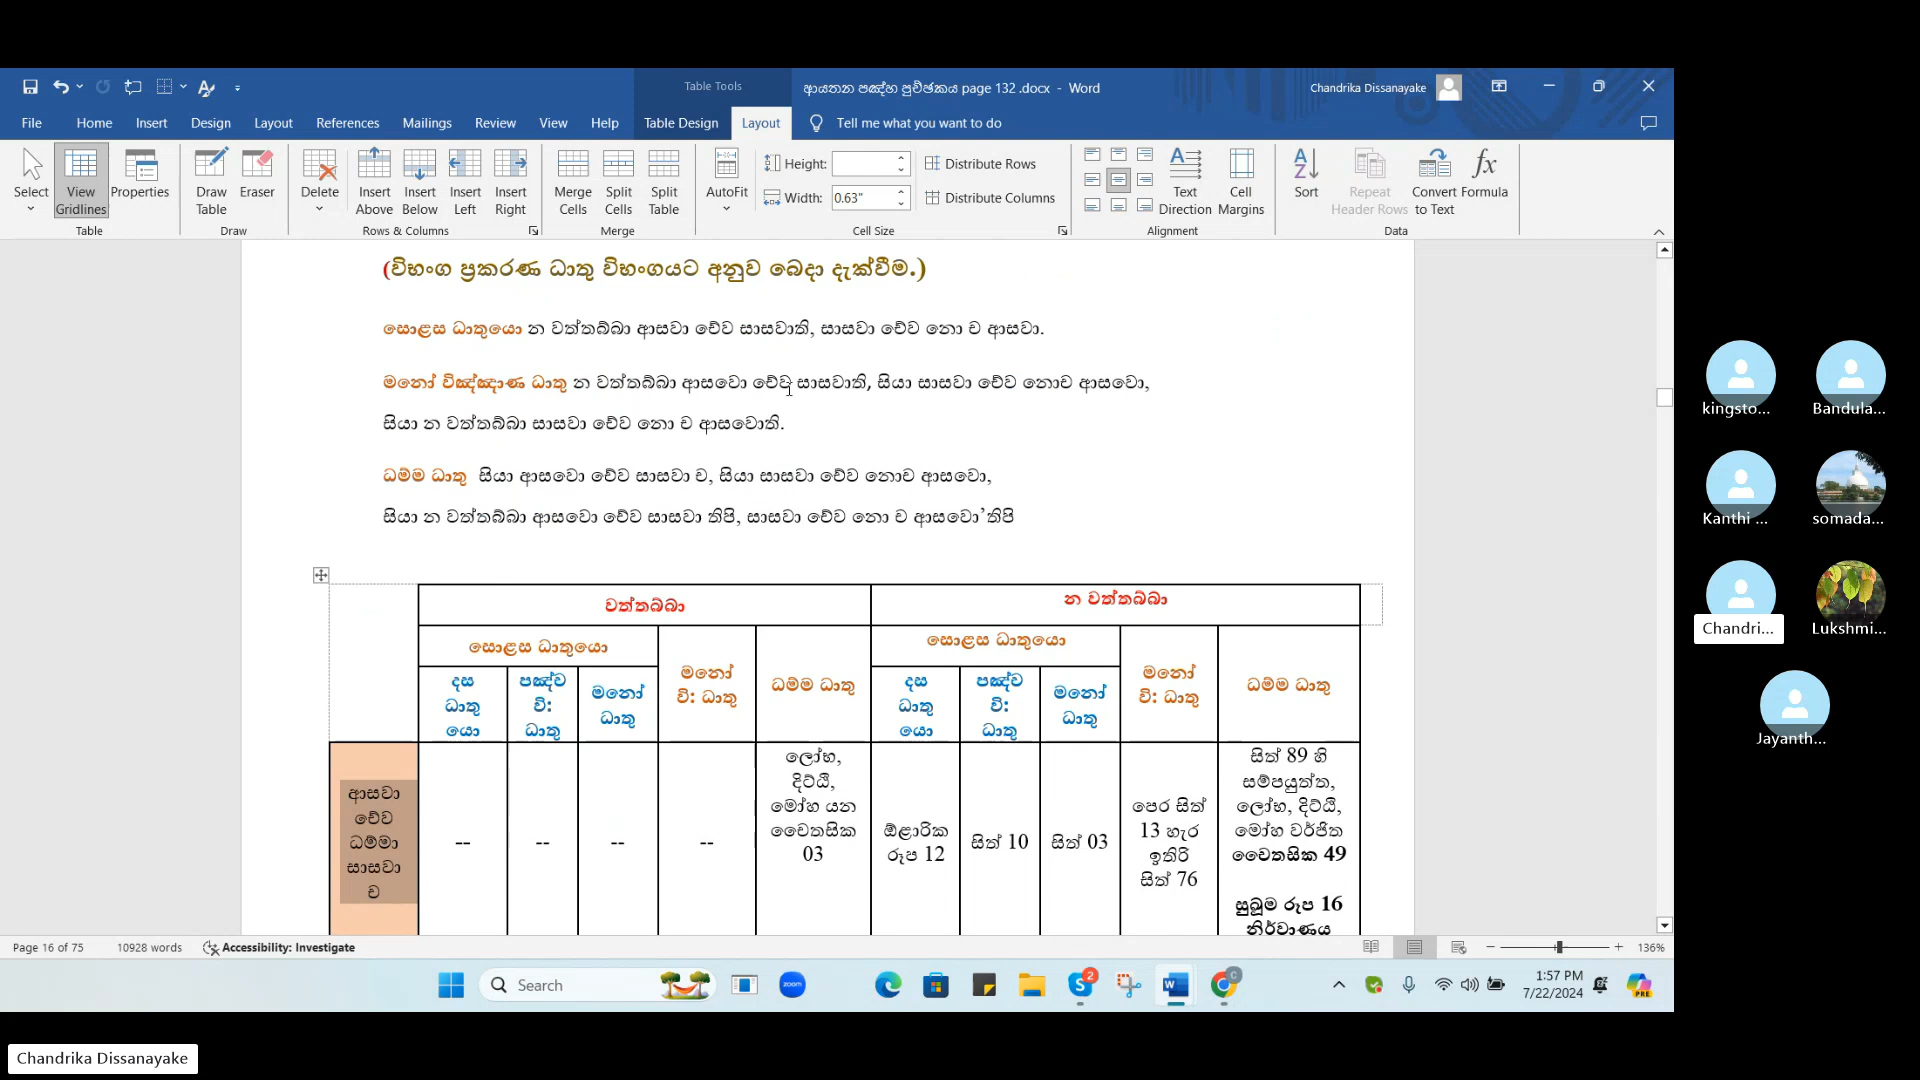 Table Tools
ආයතන පඤ්හ පුච්ඡකය page 132 .docx - Word
Chandrika Dissanayake
File Home Insert Design Layout References Mailings Review View Help Table Design Layout Tell me what you want to do
Select View Gridlines Properties
Table
Draw Table Eraser
Draw
Delete Insert Above Insert Below Insert Left Insert Right
Rows & Columns
Merge Cells Split Cells Split Table
Merge
AutoFit Height: Width: 0.63" Distribute Rows Distribute Columns
Cell Size
Text Direction Cell Margins
Alignment
Sort Repeat Header Rows Convert to Text Formula
Data
(විභංග ප්‍රකරණ ධාතු විභංගයට අනුව බෙදා දැක්වීම.)
සොළස ධාතුයො න වත්තබ්බා ආසවා චේව සාසවාති, සාසවා චේව නො ච ආසවා.
මනෝ විඤ්ඤාණ ධාතු න වත්තබ්බා ආසවො චේව සාසවාති, සියා සාසවා චේව නොච ආසවො,
සියා න වත්තබ්බා සාසවා චේව නො ච ආසවොති.
ධම්ම ධාතු සියා ආසවො චේව සාසවා ච, සියා සාසවා චේව නොච ආසවො,
සියා න වත්තබ්බා ආසවො චේව සාසවා තිපි, සාසවා චේව නො ච ආසවො’තිපි
වත්තබ්බා න වත්තබ්බා
සොළස ධාතුයො මනෝ වි: ධාතු ධම්ම ධාතු සොළස ධාතුයො මනෝ වි: ධාතු ධම්ම ධාතු
දස ධාතු යො පඤ්ච වි: ධාතු මනෝ ධාතු දස ධාතු යො පඤ්ච වි: ධාතු මනෝ ධාතු
ආසවා චේව ධම්මා සාසවා ච
-- -- -- --
ලෝභ, දිට්ඨි, මෝහ යන චෛතසික 03
ඕළාරික රූප 12
සිත් 10
සිත් 03
පෙර සිත් 13 හැර ඉතිරි සිත් 76
සිත් 89 හි සම්පයුත්ත, ලෝභ, දිට්ඨි, මෝහ වර්ජිත චෛතසික 49
සුඛුම රූප 16 නිර්වාණය
Page 16 of 75 10928 words Accessibility: Investigate 136%
Search zoom 2 C 1:57 PM
7/22/2024
PRE
kingsto... Bandula...
Kanthi ... somada...
Chandri... Lukshmi...
Jayanth...
Chandrika Dissanayake